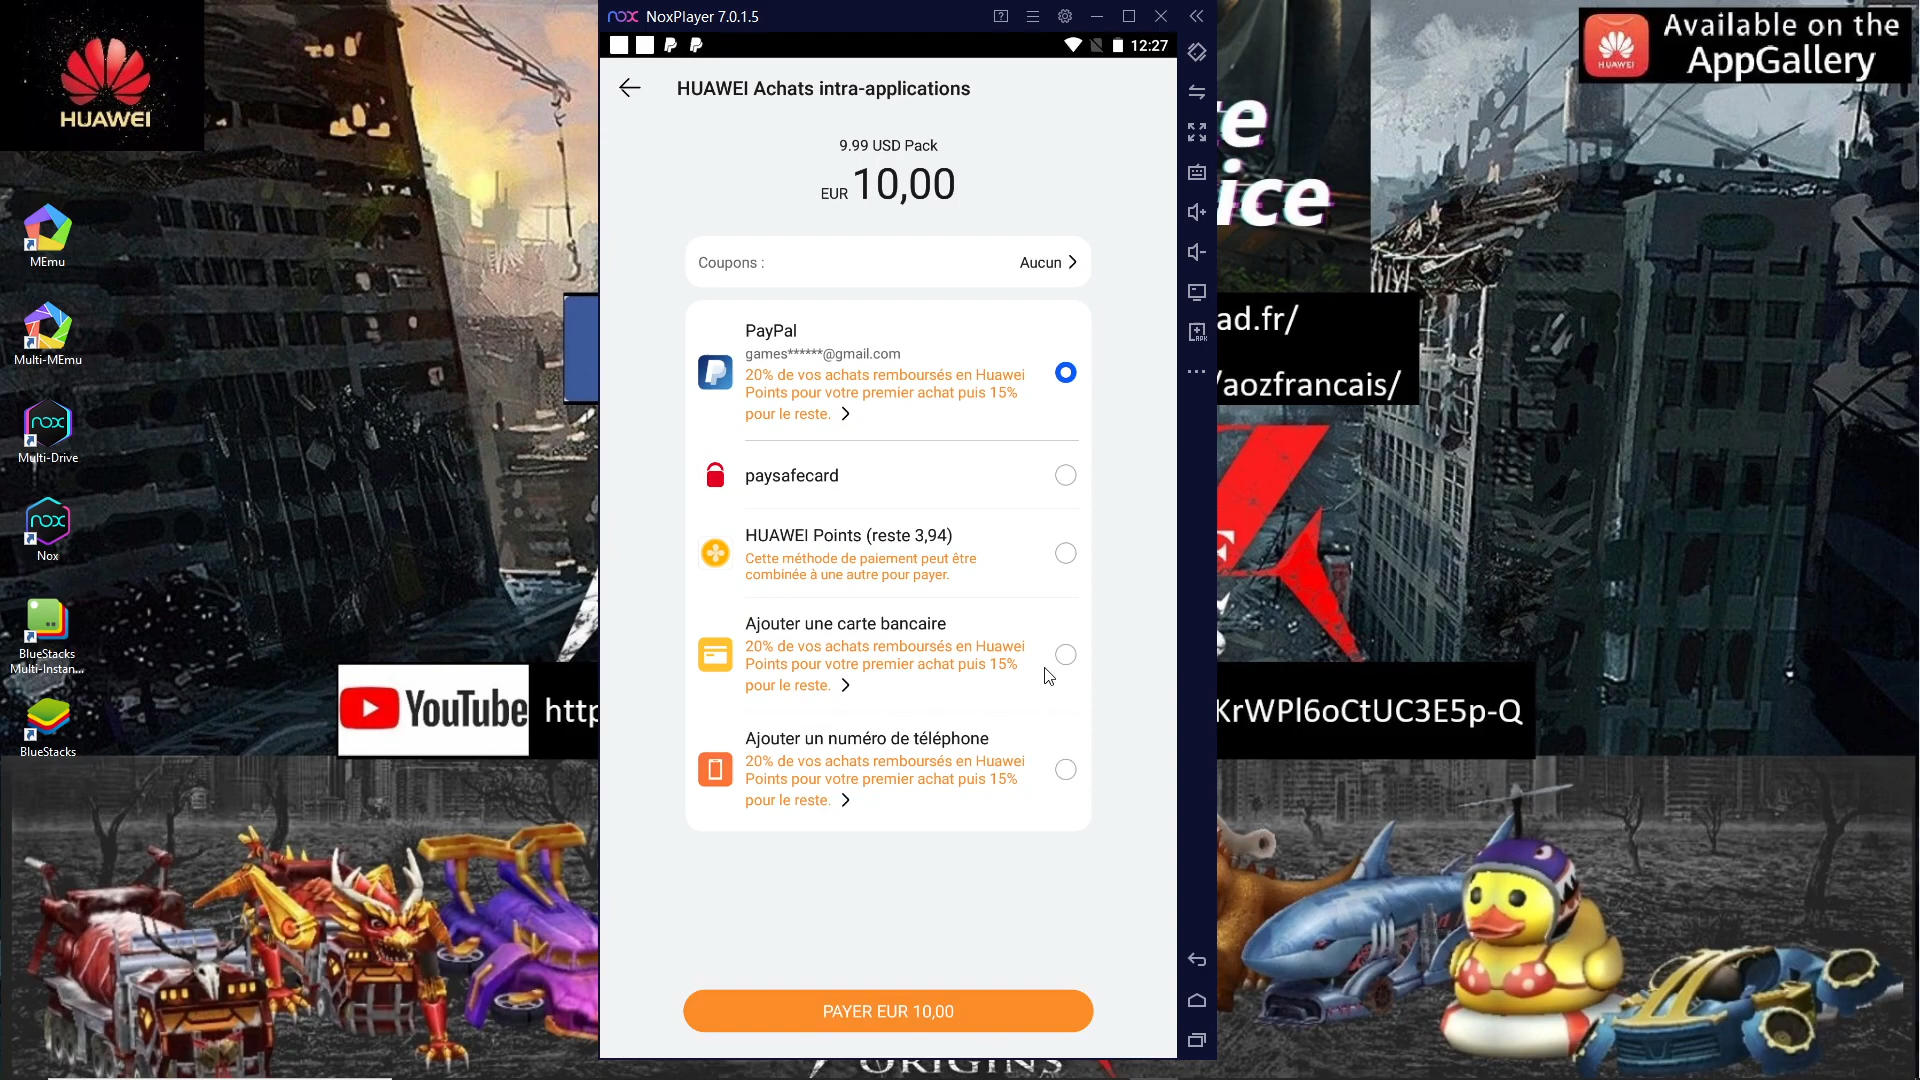 HUAWEI
MEmu
Multi-MEmu
nox
Multi-Drive
nox
Nox
BlueStacks
Multi-Instan...
BlueStacks
YouTube
http
nox NoxPlayer 7.0.1.5
12:27
HUAWEI Achats intra-applications
9.99 USD Pack
EUR 10,00
Coupons :
Aucun
PayPal
games******@gmail.com
20% de vos achats remboursés en Huawei
Points pour votre premier achat puis 15%
pour le reste.
paysafecard
HUAWEI Points (reste 3,94)
Cette méthode de paiement peut être
combinée à une autre pour payer.
Ajouter une carte bancaire
20% de vos achats remboursés en Huawei
Points pour votre premier achat puis 15%
pour le reste.
Ajouter un numéro de téléphone
20% de vos achats remboursés en Huawei
Points pour votre premier achat puis 15%
pour le reste.
PAYER EUR 10,00
APK
HUAWEI
Available on the
AppGallery
ice
ad.fr/
/aozfrancais/
KrWPl6oCtUC3E5p-Q
ORIGINS